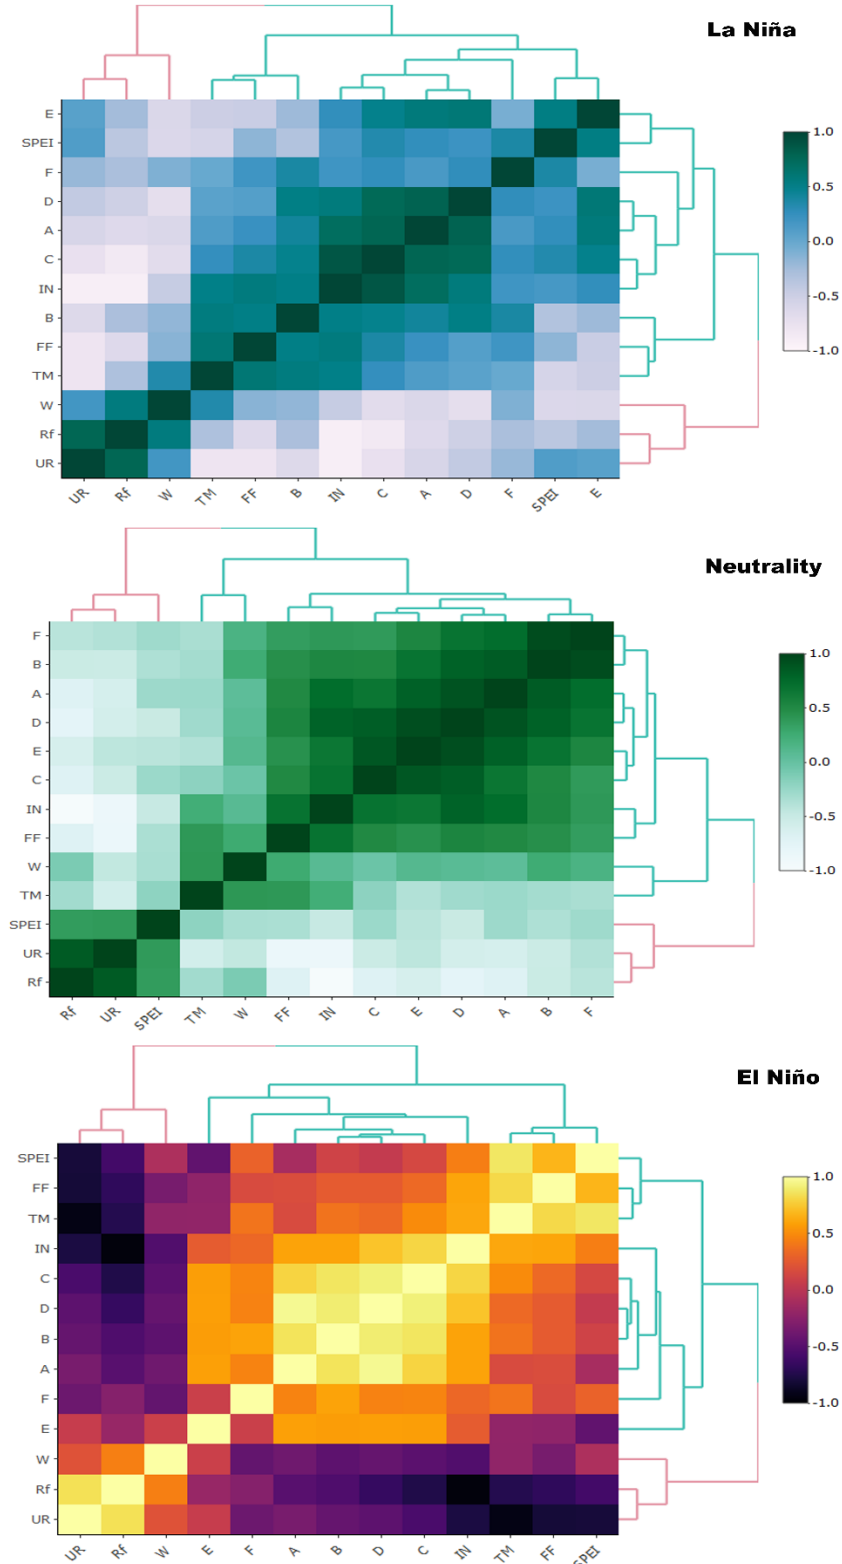 La Niña
E
SPEI
F
D
A
C
IN
B
FF
TM
W
Rf
UR
UR Rf W TM FF B IN C A D F SPEI E
1.0
0.5
0.0
-0.5
-1.0
Neutrality
F
B
A
D
E
C
IN
FF
W
TM
SPEI
UR
Rf
Rf UR SPEI TM W FF IN C E D A B F
1.0
0.5
0.0
-0.5
-1.0
El Niño
SPEI
FF
TM
IN
C
D
B
A
F
E
W
Rf
UR
UR Rf W E F A B D C IN TM FF SPEI
1.0
0.5
0.0
-0.5
-1.0